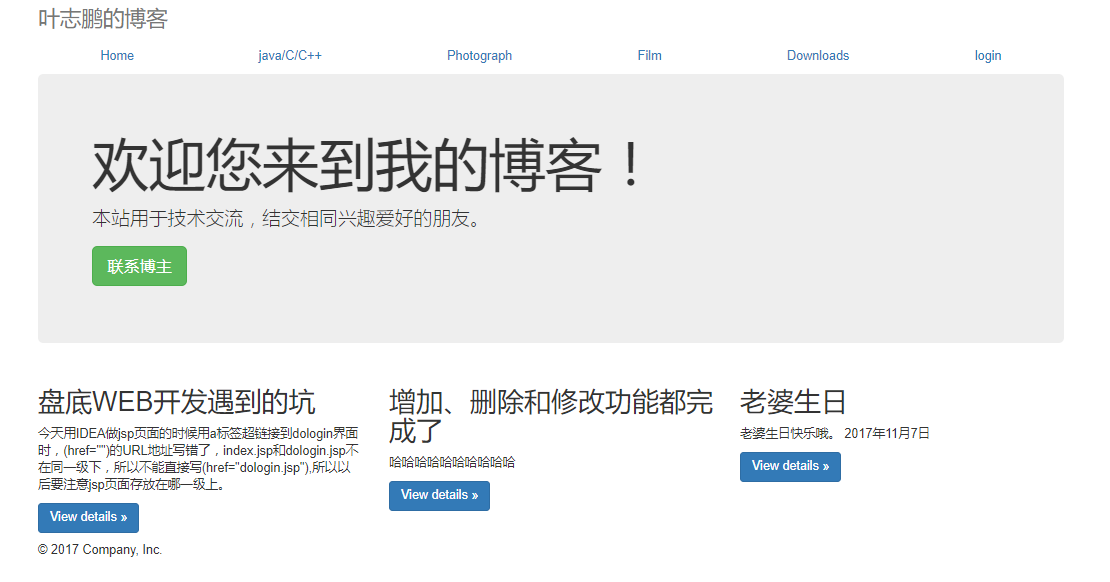 叶志鹏的博客
Home java/C/C++ Photograph Film Downloads login
欢迎您来到我的博客！
本站用于技术交流，结交相同兴趣爱好的朋友。
联系博主
盘底WEB开发遇到的坑
今天用IDEA做jsp页面的时候用a标签超链接到dologin界面
时，(href="")的URL地址写错了，index.jsp和dologin.jsp不
在同一级下，所以不能直接写(href="dologin.jsp"),所以以
后要注意jsp页面存放在哪一级上。
View details »
增加、删除和修改功能都完
成了
哈哈哈哈哈哈哈哈哈哈
View details »
老婆生日
老婆生日快乐哦。 2017年11月7日
View details »
© 2017 Company, Inc.